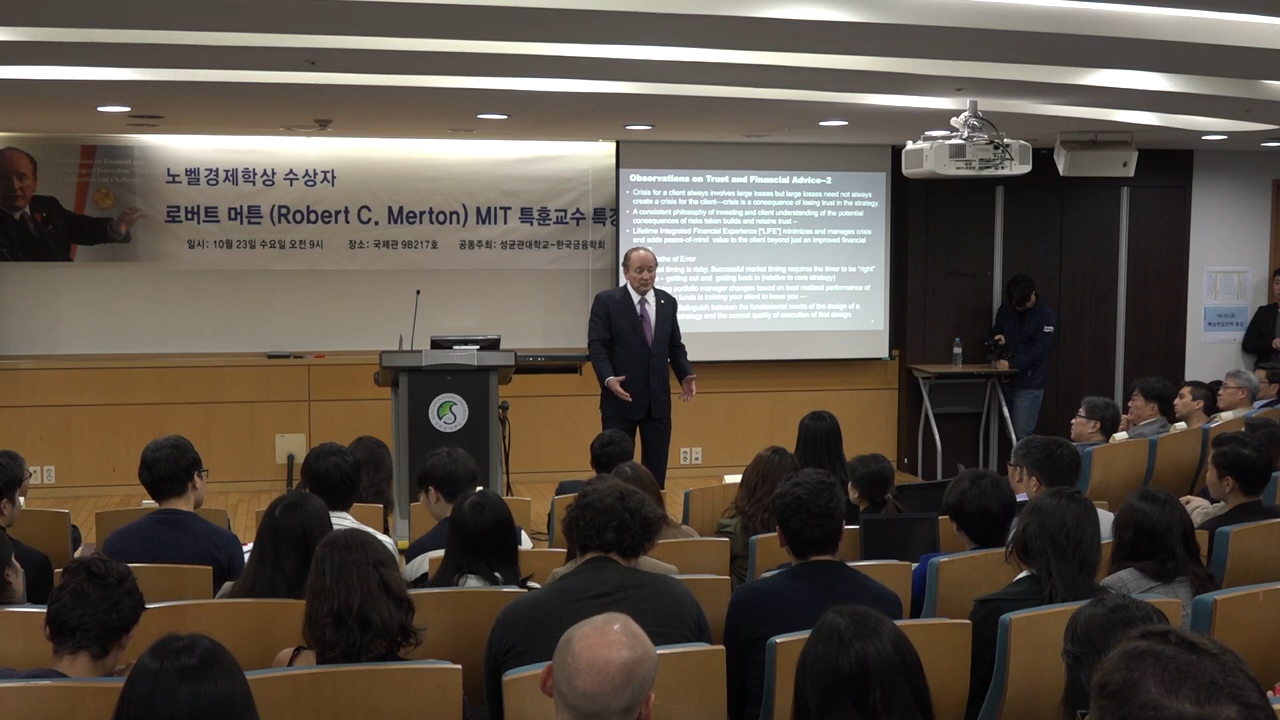 노벨경제학상 수상자
로버트 머튼 (Robert C. Merton) MIT 특훈교수 특강
일시: 10월 23일 수요일 오전 9시 장소: 국제관 9B217호 공동주최: 성균관대학교-한국금융학회
Observations on Trust and Financial Advice–2
• Crisis for a client always involves large losses but large losses need not always
create a crisis for the client—crisis is a consequence of losing trust in the strategy.
• A consistent philosophy of investing and client understanding of the potential
consequences of risks taken builds and retains trust –
• Lifetime Integrated Financial Experience ["LIFE"] minimizes and manages crisis
and adds peace-of-mind value to the client beyond just an improved financial
of Error
timing is risky: Successful market timing requires the timer to be "right"
– getting out and getting back in (relative to core strategy)
portfolio manager changes based on best realized performance of
funds is training your client to leave you —
distinguish between the fundamental merits of the design of a
strategy and the current quality of execution of that design.